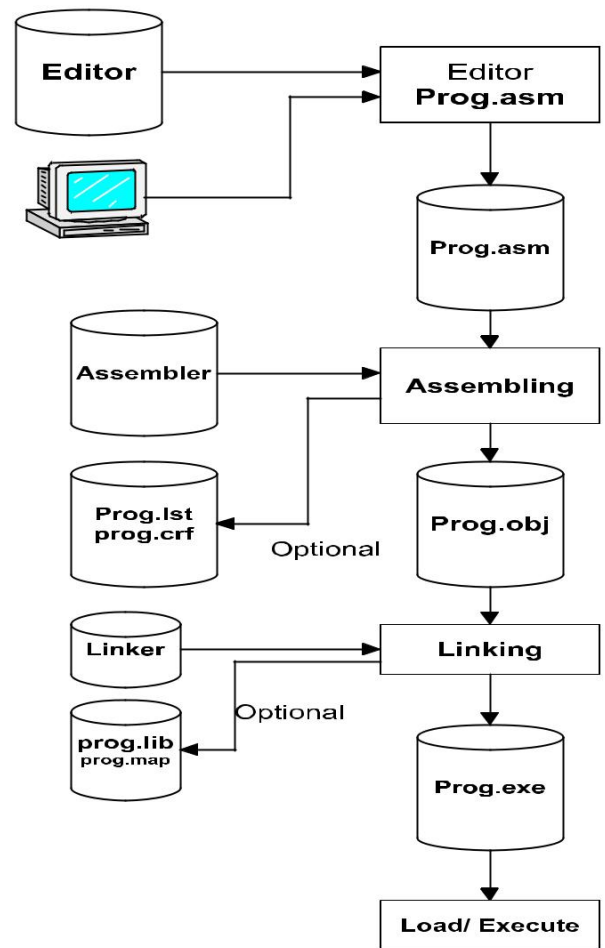 Editor
Editor
Prog.asm
Prog.asm
Assembler
Assembling
Prog.lst
prog.crf
Optional
Prog.obj
Linker
Linking
Optional
prog.lib
prog.map
Prog.exe
Load/ Execute